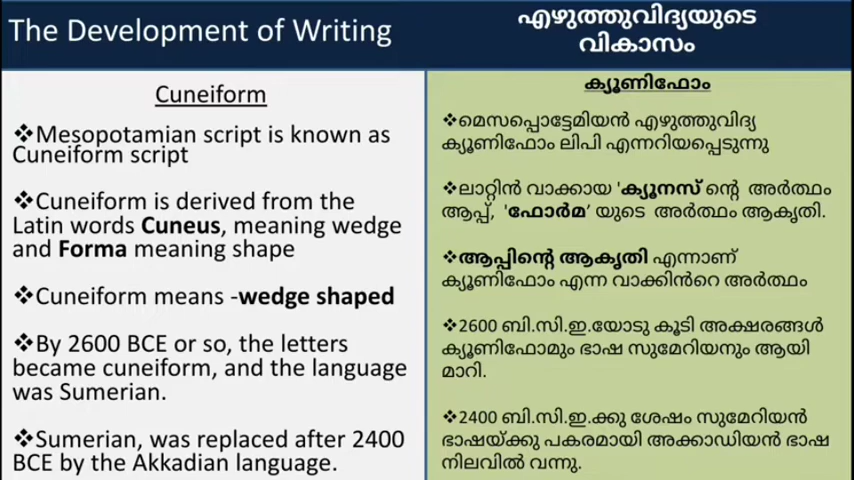 The Development of Writing
എഴുത്തുവിദ്യയുടെ
വികാസം
Cuneiform
❖Mesopotamian script is known as
Cuneiform script
❖Cuneiform is derived from the
Latin words Cuneus, meaning wedge
and Forma meaning shape
❖Cuneiform means -wedge shaped
❖By 2600 BCE or so, the letters
became cuneiform, and the language
was Sumerian.
❖Sumerian, was replaced after 2400
BCE by the Akkadian language.
ക്യൂണിഫോം
❖മെസപ്പൊട്ടേമിയൻ എഴുത്തുവിദ്യ
ക്യൂണിഫോം ലിപി എന്നറിയപ്പെടുന്നു
❖ലാറ്റിൻ വാക്കായ 'ക്യൂനസ് ന്റെ അർത്ഥം
ആപ്പ്, 'ഫോർമ’ യുടെ അർത്ഥം ആകൃതി.
❖ആപ്പിന്റെ ആകൃതി എന്നാണ്
ക്യൂണിഫോം എന്ന വാക്കിൻറെ അർത്ഥം
❖2600 ബി.സി.ഇ.യോടു കൂടി അക്ഷരങ്ങൾ
ക്യൂണിഫോമും ഭാഷ സുമേറിയനും ആയി
മാറി.
❖2400 ബി.സി.ഇ.ക്കു ശേഷം സുമേറിയൻ
ഭാഷയ്ക്കു പകരമായി അക്കാഡിയൻ ഭാഷ
നിലവിൽ വന്നു.